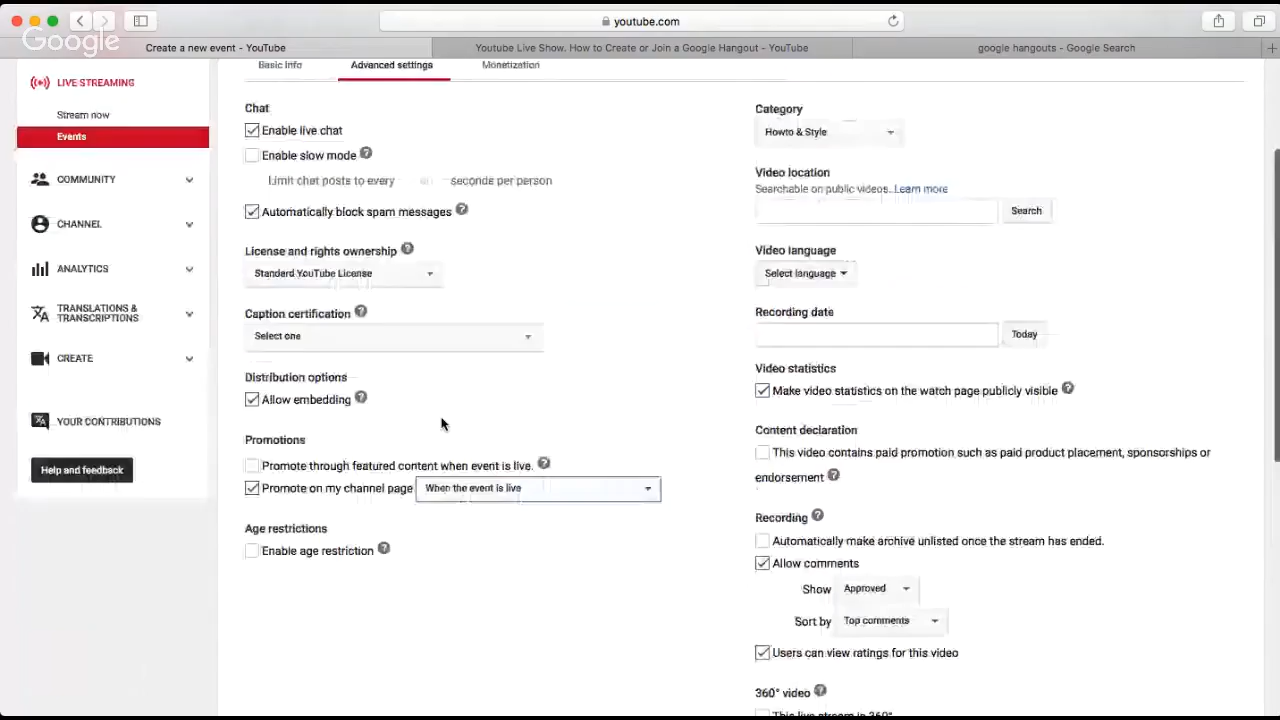 youtube.com
Google
Create a new event - YouTube
Youtube Live Show. How to Create or Join a Google Hangout - YouTube
google hangouts - Google Search
Basic info
Advanced settings
Monetization
LIVE STREAMING
Stream now
Events
COMMUNITY
CHANNEL
ANALYTICS
TRANSLATIONS &
TRANSCRIPTIONS
CREATE
YOUR CONTRIBUTIONS
Help and feedback
Chat
Enable live chat
Enable slow mode
Limit chat posts to every
seconds per person
Automatically block spam messages
License and rights ownership
Standard YouTube License
Caption certification
Select one
Distribution options
Allow embedding
Promotions
Promote through featured content when event is live.
Promote on my channel page
When the event is live
Age restrictions
Enable age restriction
Category
Howto & Style
Video location
Searchable on public videos. Learn more
Search
Video language
Select language
Recording date
Today
Video statistics
Make video statistics on the watch page publicly visible
Content declaration
This video contains paid promotion such as paid product placement, sponsorships or
endorsement
Recording
Automatically make archive unlisted once the stream has ended.
Allow comments
Show Approved
Sort by Top comments
Users can view ratings for this video
360° video
This live stream is 360°